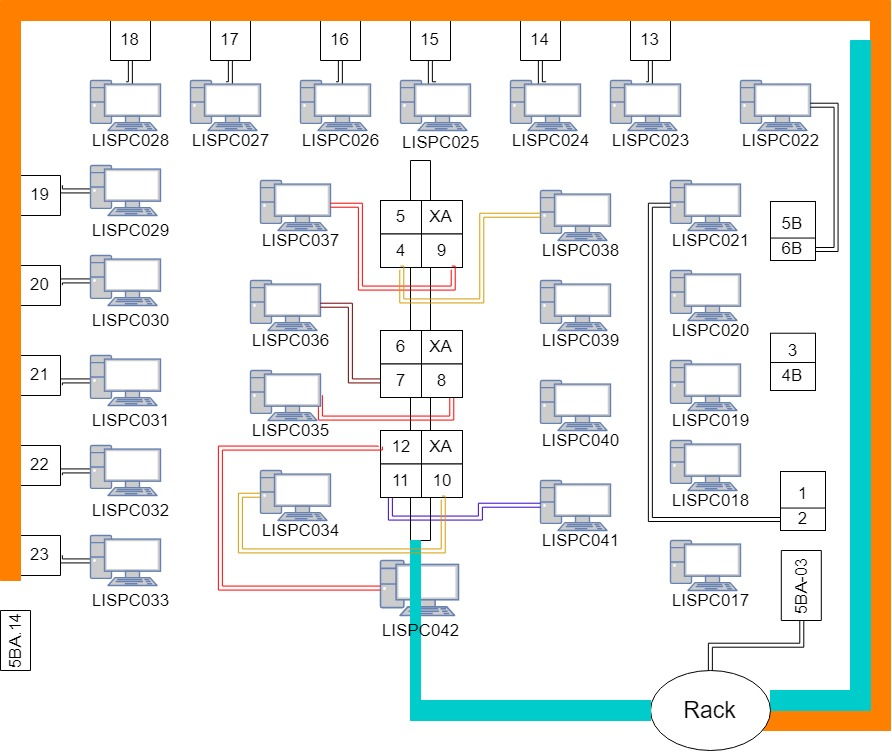 18
17
16
15
14
13
LISPC028
LISPC027
LISPC026
LISPC025
LISPC024
LISPC023
LISPC022
19
LISPC029
LISPC037
5
XA
4
9
LISPC038
LISPC021
5B
6B
20
LISPC030
LISPC036
6
XA
7
8
LISPC039
LISPC020
3
4B
21
LISPC031
LISPC035
12
XA
11
10
LISPC040
LISPC019
22
LISPC032
LISPC034
LISPC041
LISPC018
1
2
23
LISPC033
LISPC042
LISPC017
5BA-03
5BA.14
Rack